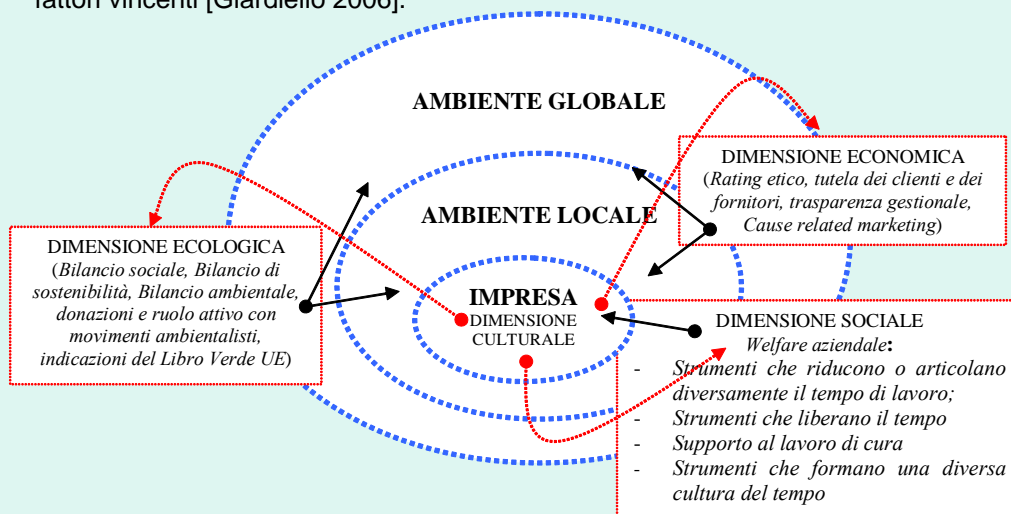 fattori vincenti [Giardiello 2006].
AMBIENTE GLOBALE
DIMENSIONE ECONOMICA
(Rating etico, tutela dei clienti e dei
fornitori, trasparenza gestionale,
Cause related marketing)
AMBIENTE LOCALE
DIMENSIONE ECOLOGICA
(Bilancio sociale, Bilancio di
sostenibilità, Bilancio ambientale,
donazioni e ruolo attivo con
movimenti ambientalisti,
indicazioni del Libro Verde UE)
IMPRESA
DIMENSIONE
CULTURALE
DIMENSIONE SOCIALE
Welfare aziendale:
- Strumenti che riducono o articolano
diversamente il tempo di lavoro;
- Strumenti che liberano il tempo
- Supporto al lavoro di cura
- Strumenti che formano una diversa
cultura del tempo